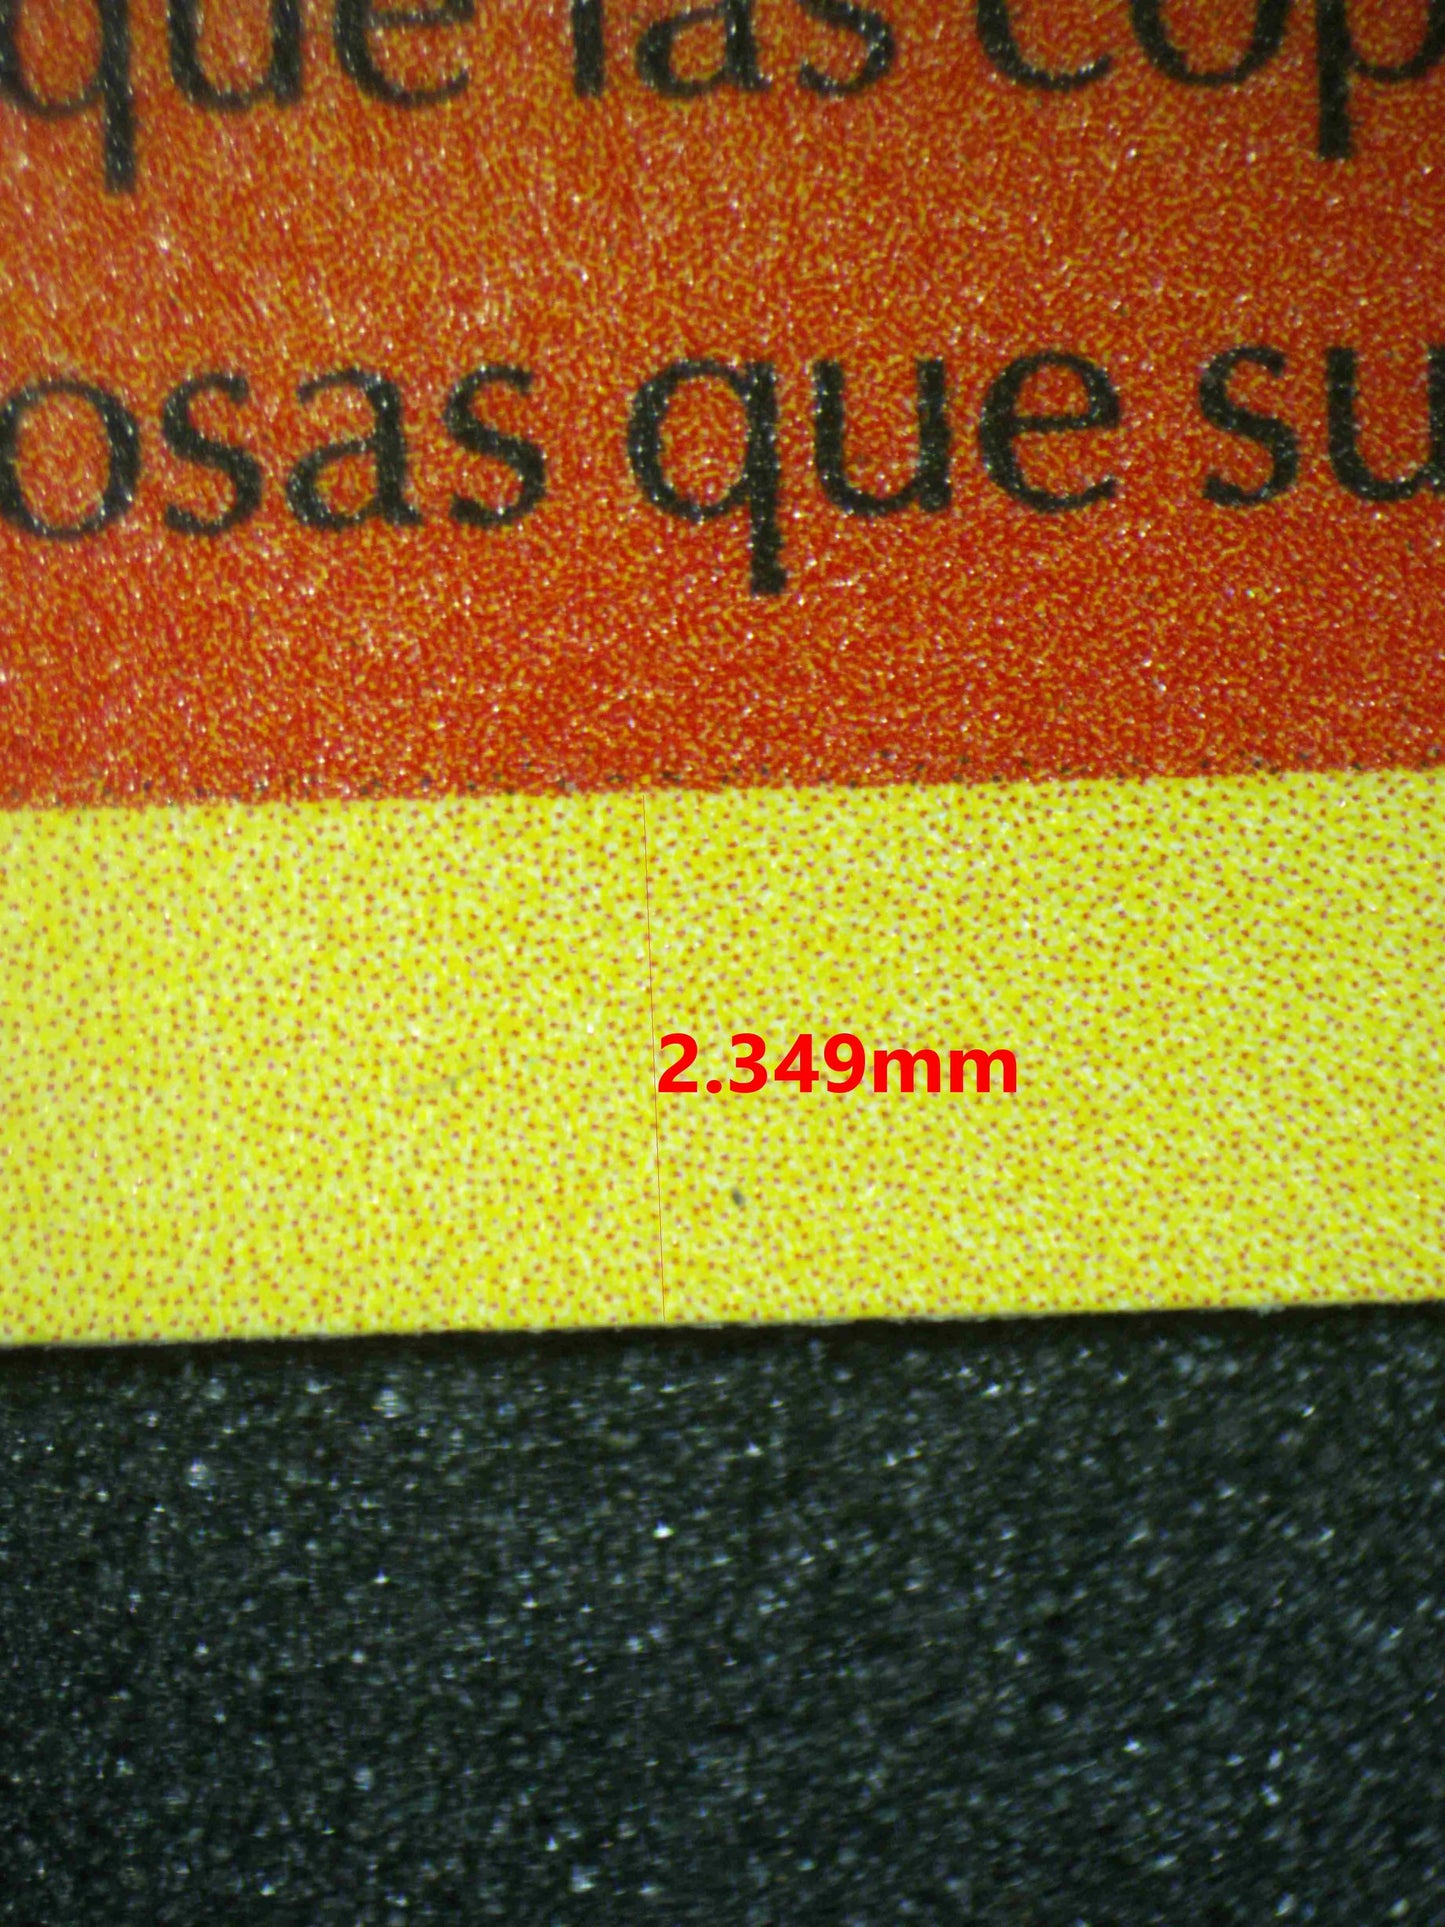 que las cop
osas que su
2.349mm